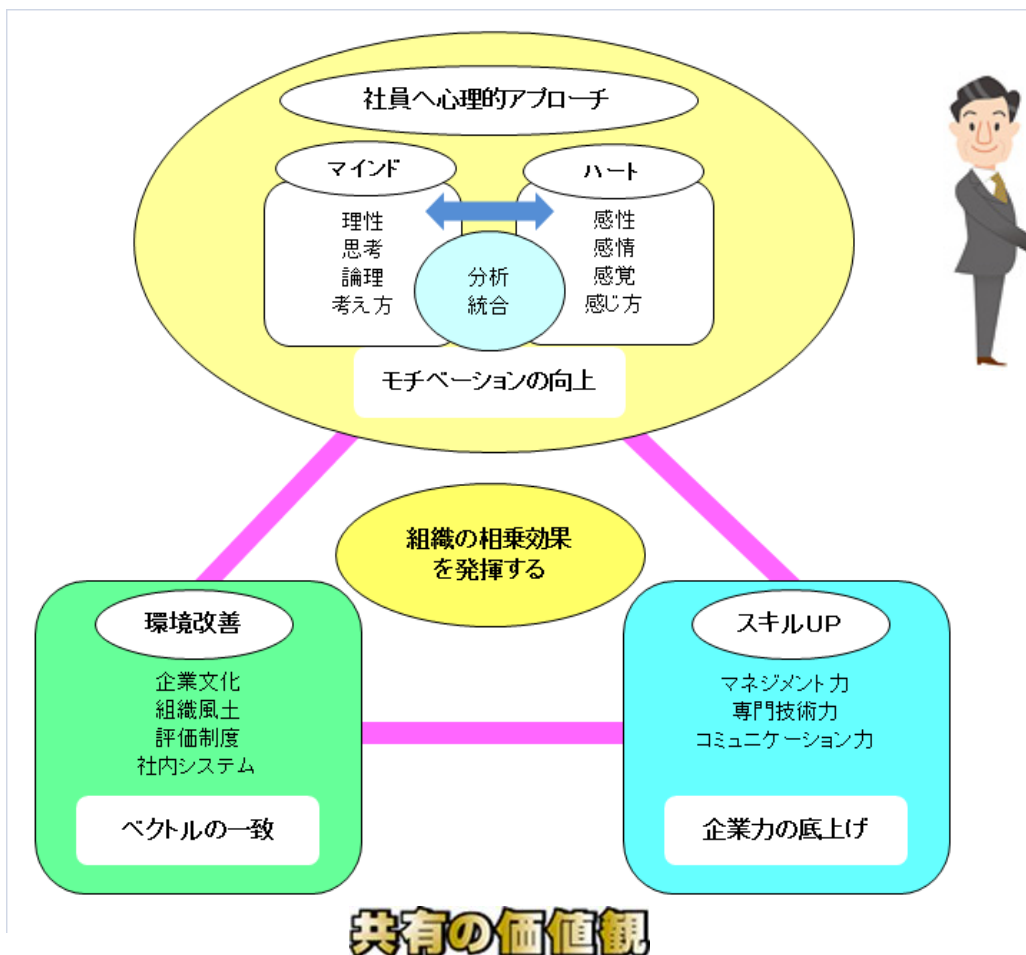 社員へ心理的アプローチ
マインド
理性
思考
論理
考え方
ハート
感性
感情
感覚
感じ方
分析
統合
モチベーションの向上
組織の相乗効果
を発揮する
環境改善
企業文化
組織風土
評価制度
社内システム
ベクトルの一致
スキルUP
マネジメント力
専門技術力
コミュニケーション力
企業力の底上げ
共有の価値観